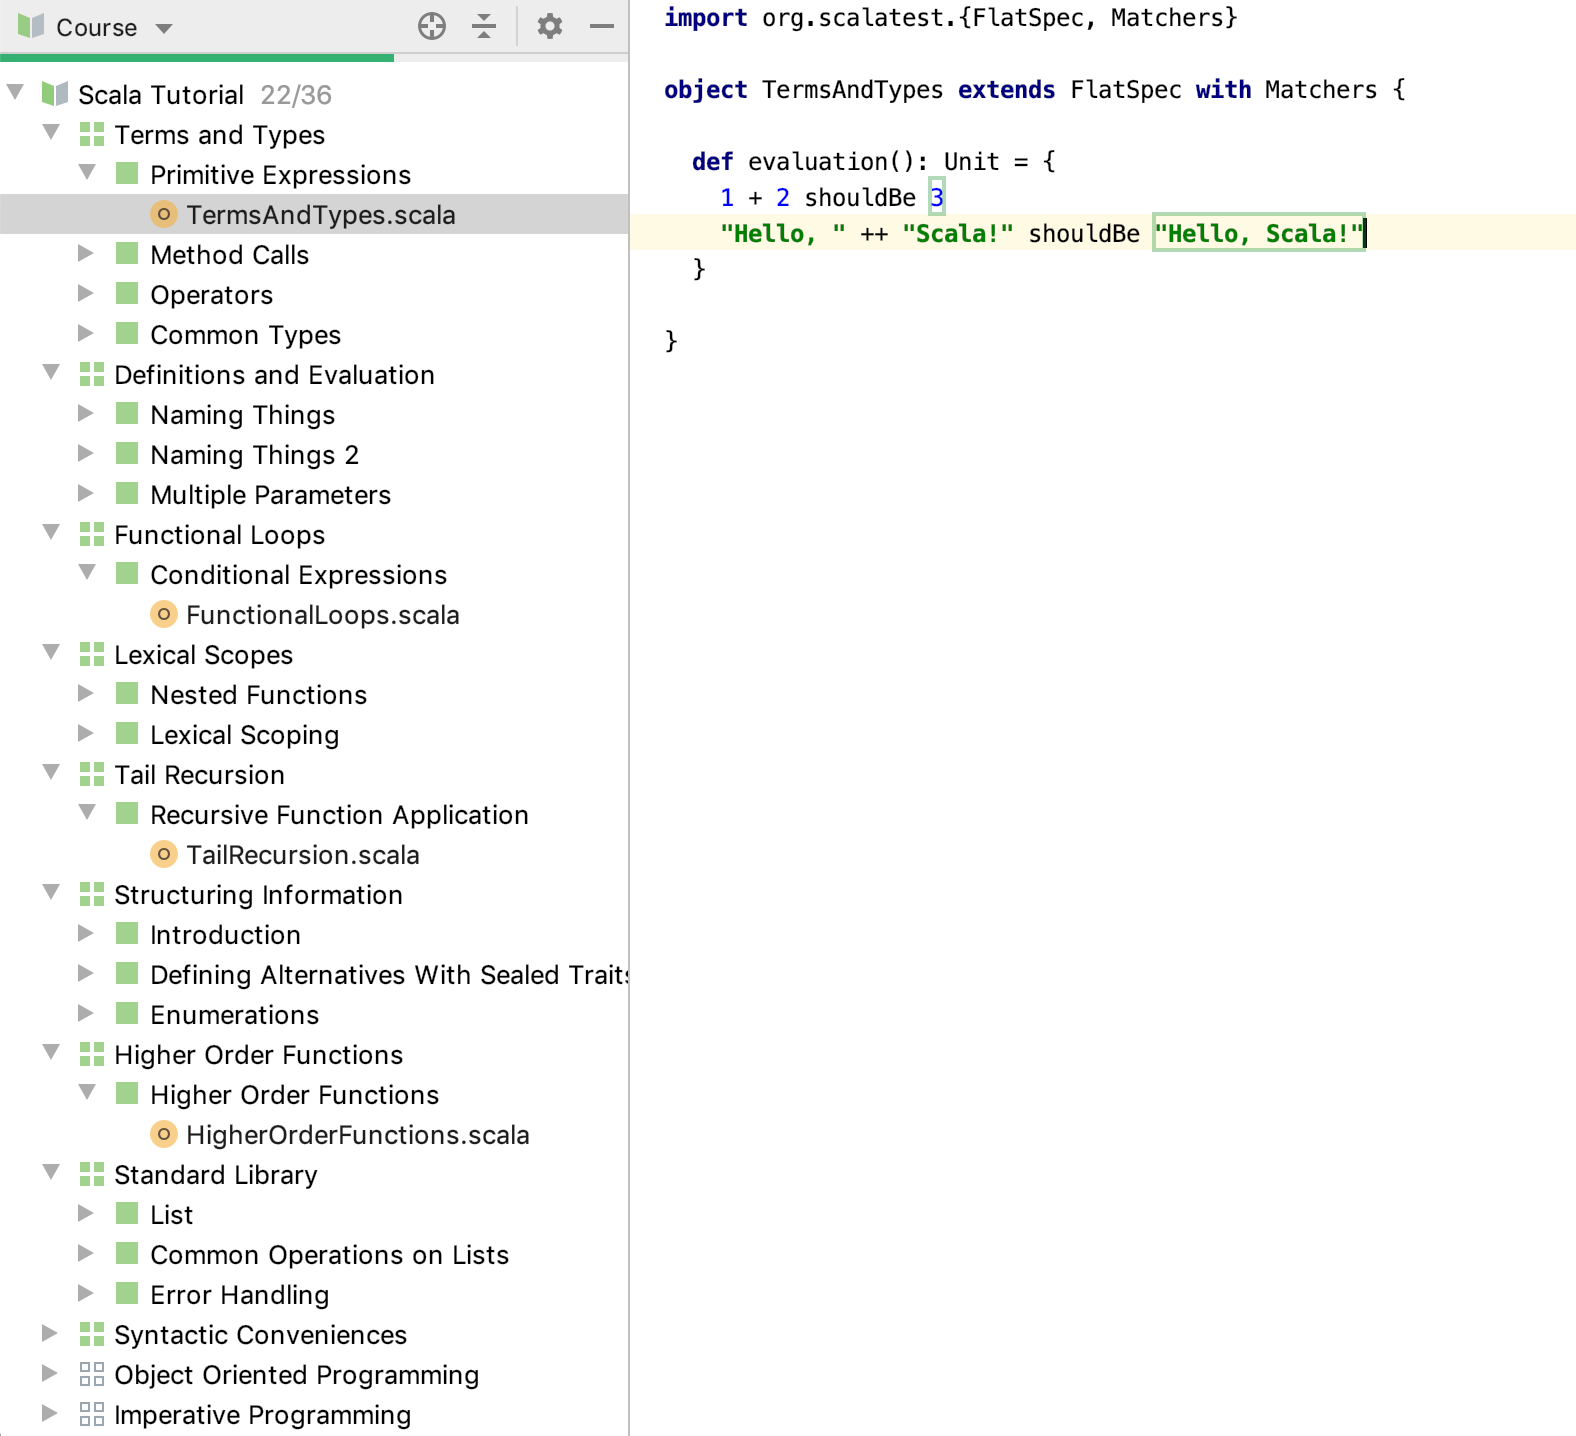 Course
Scala Tutorial 22/36
Terms and Types
Primitive Expressions
TermsAndTypes.scala
Method Calls
Operators
Common Types
Definitions and Evaluation
Naming Things
Naming Things 2
Multiple Parameters
Functional Loops
Conditional Expressions
FunctionalLoops.scala
Lexical Scopes
Nested Functions
Lexical Scoping
Tail Recursion
Recursive Function Application
TailRecursion.scala
Structuring Information
Introduction
Defining Alternatives With Sealed Traits
Enumerations
Higher Order Functions
Higher Order Functions
HigherOrderFunctions.scala
Standard Library
List
Common Operations on Lists
Error Handling
Syntactic Conveniences
Object Oriented Programming
Imperative Programming
import org.scalatest.{FlatSpec, Matchers}
object TermsAndTypes extends FlatSpec with Matchers {
def evaluation(): Unit = {
1 + 2 shouldBe 3
"Hello, " ++ "Scala!" shouldBe "Hello, Scala!"
}
}